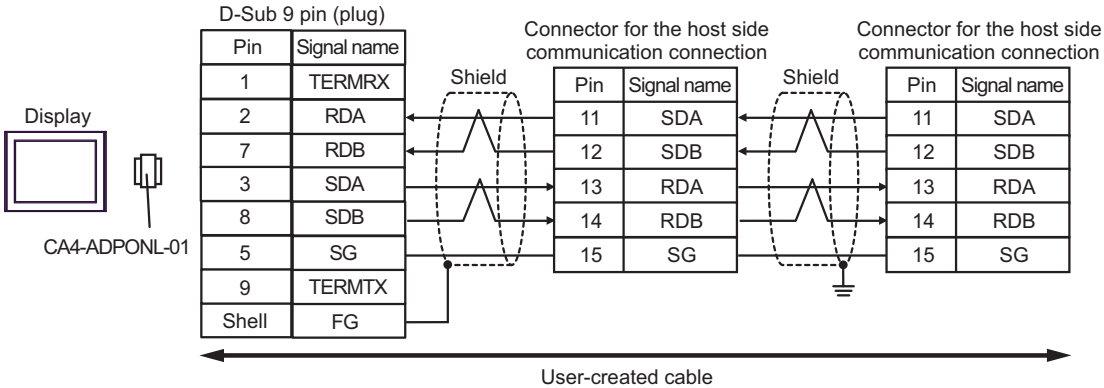 D-Sub 9 pin (plug)
Connector for the host side
communication connection
Connector for the host side
communication connection
Pin Signal name
1 TERMRX
2 RDA
7 RDB
3 SDA
8 SDB
5 SG
9 TERMTX
Shell FG
Shield
Pin Signal name
11 SDA
12 SDB
13 RDA
14 RDB
15 SG
Shield
Pin Signal name
11 SDA
12 SDB
13 RDA
14 RDB
15 SG
Display
CA4-ADPONL-01
User-created cable